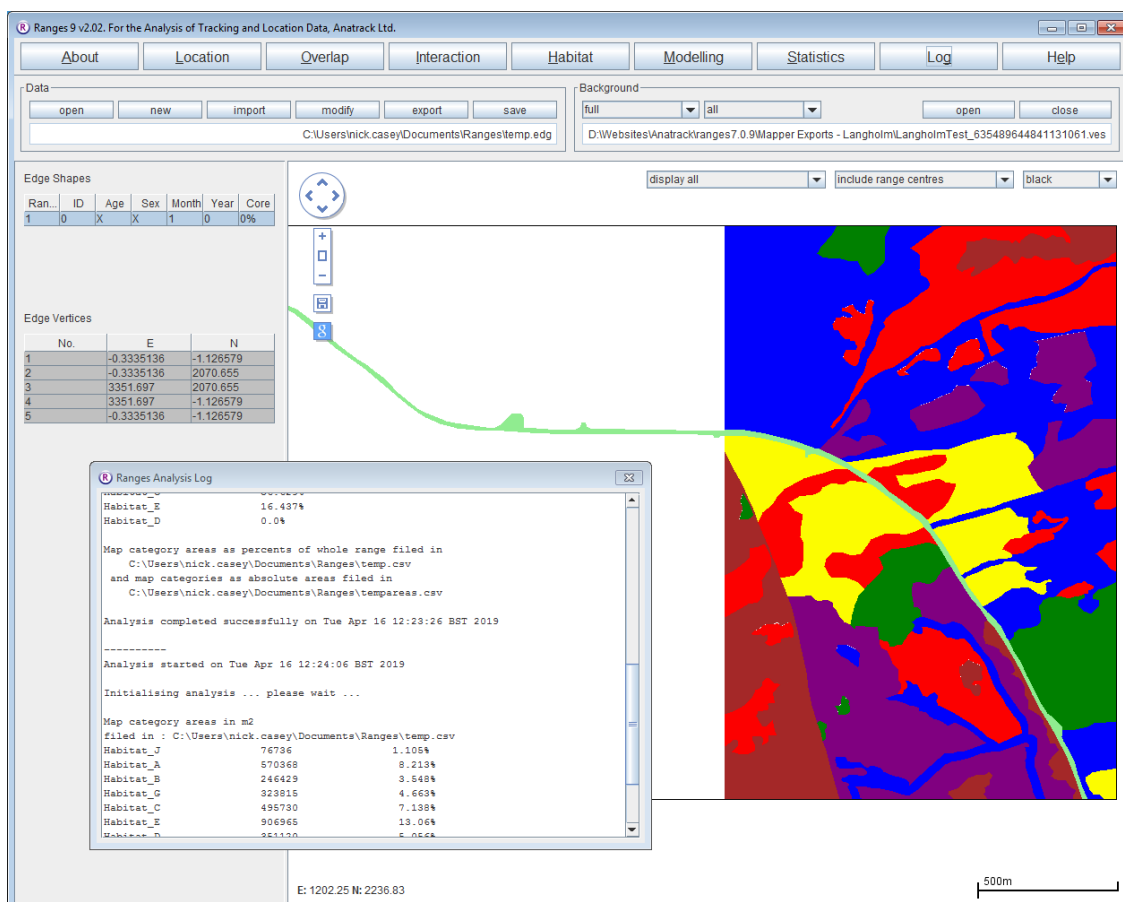 Ranges 9 v2.02. For the Analysis of Tracking and Location Data, Anatrack Ltd.
About Location Overlap Interaction Habitat Modelling Statistics Log Help
Data
open new import modify export save
C:\Users\nick.casey\Documents\Ranges\temp.edg
Background
full all open close
D:\Websites\Anatrack\ranges7.0.9\Mapper Exports - Langholm\LangholmTest_635489644841131061.ves
Edge Shapes
Ran... ID Age Sex Month Year Core
1 0 X X 1 0 0%
display all include range centres black
Edge Vertices
No. E N
1 -0.3335136 -1.126579
2 -0.3335136 2070.655
3 3351.697 2070.655
4 3351.697 -1.126579
5 -0.3335136 -1.126579
Ranges Analysis Log
Habitat_E 16.437%
Habitat_D 0.0%
Map category areas as percents of whole range filed in
C:\Users\nick.casey\Documents\Ranges\temp.csv
and map categories as absolute areas filed in
C:\Users\nick.casey\Documents\Ranges\tempareas.csv
Analysis completed successfully on Tue Apr 16 12:23:26 BST 2019
----------
Analysis started on Tue Apr 16 12:24:06 BST 2019
Initialising analysis ... please wait ...
Map category areas in m2
filed in : C:\Users\nick.casey\Documents\Ranges\temp.csv
Habitat_J 76736 1.105%
Habitat_A 570368 8.213%
Habitat_B 246429 3.548%
Habitat_G 323815 4.663%
Habitat_C 495730 7.138%
Habitat_E 906965 13.06%
Habitat_D 351120 5.056%
E: 1202.25 N: 2236.83
500m